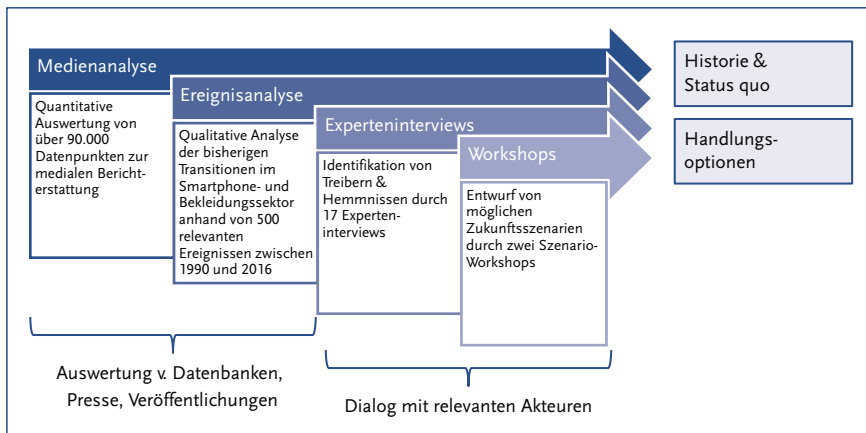 Medienanalyse
Quantitative
Auswertung von
über 90.000
Datenpunkten zur
medialen Bericht-
erstattung
Ereignisanalyse
Qualitative Analyse
der bisherigen
Transitionen im
Smartphone- und
Bekleidungssektor
anhand von 500
relevanten
Ereignissen zwischen
1990 und 2016
Experteninterviews
Identifikation von
Treibern &
Hemmnissen durch
17 Experten-
interviews
Workshops
Entwurf von
möglichen
Zukunftsszenarien
durch zwei Szenario-
Workshops
Historie &
Status quo
Handlungs-
optionen
Auswertung v. Datenbanken,
Presse, Veröffentlichungen
Dialog mit relevanten Akteuren